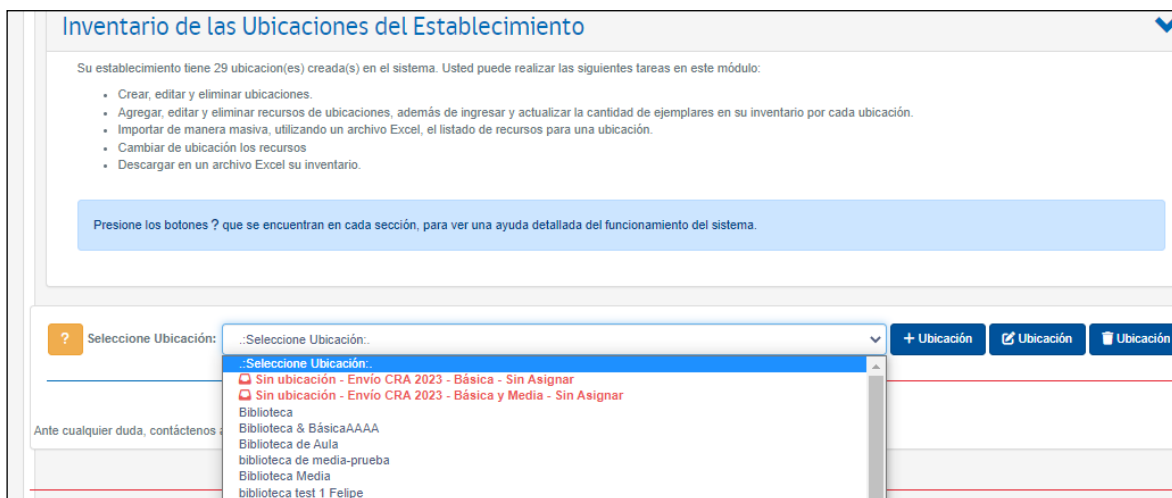 Inventario de las Ubicaciones del Establecimiento
Su establecimiento tiene 29 ubicacion(es) creada(s) en el sistema. Usted puede realizar las siguientes tareas en este módulo:
Crear, editar y eliminar ubicaciones.
Agregar, editar y eliminar recursos de ubicaciones, además de ingresar y actualizar la cantidad de ejemplares en su inventario por cada ubicación.
Importar de manera masiva, utilizando un archivo Excel, el listado de recursos para una ubicación.
Cambiar de ubicación los recursos
Descargar en un archivo Excel su inventario.
Presione los botones ? que se encuentran en cada sección, para ver una ayuda detallada del funcionamiento del sistema.
? Seleccione Ubicación: .:Seleccione Ubicación:. + Ubicación Ubicación Ubicación
.:Seleccione Ubicación:.
Sin ubicación - Envío CRA 2023 - Básica - Sin Asignar
Sin ubicación - Envío CRA 2023 - Básica y Media - Sin Asignar
Biblioteca
Biblioteca & BásicaAAAA
Ante cualquier duda, contáctenos
Biblioteca de Aula
biblioteca de media-prueba
Biblioteca Media
biblioteca test 1 Felipe